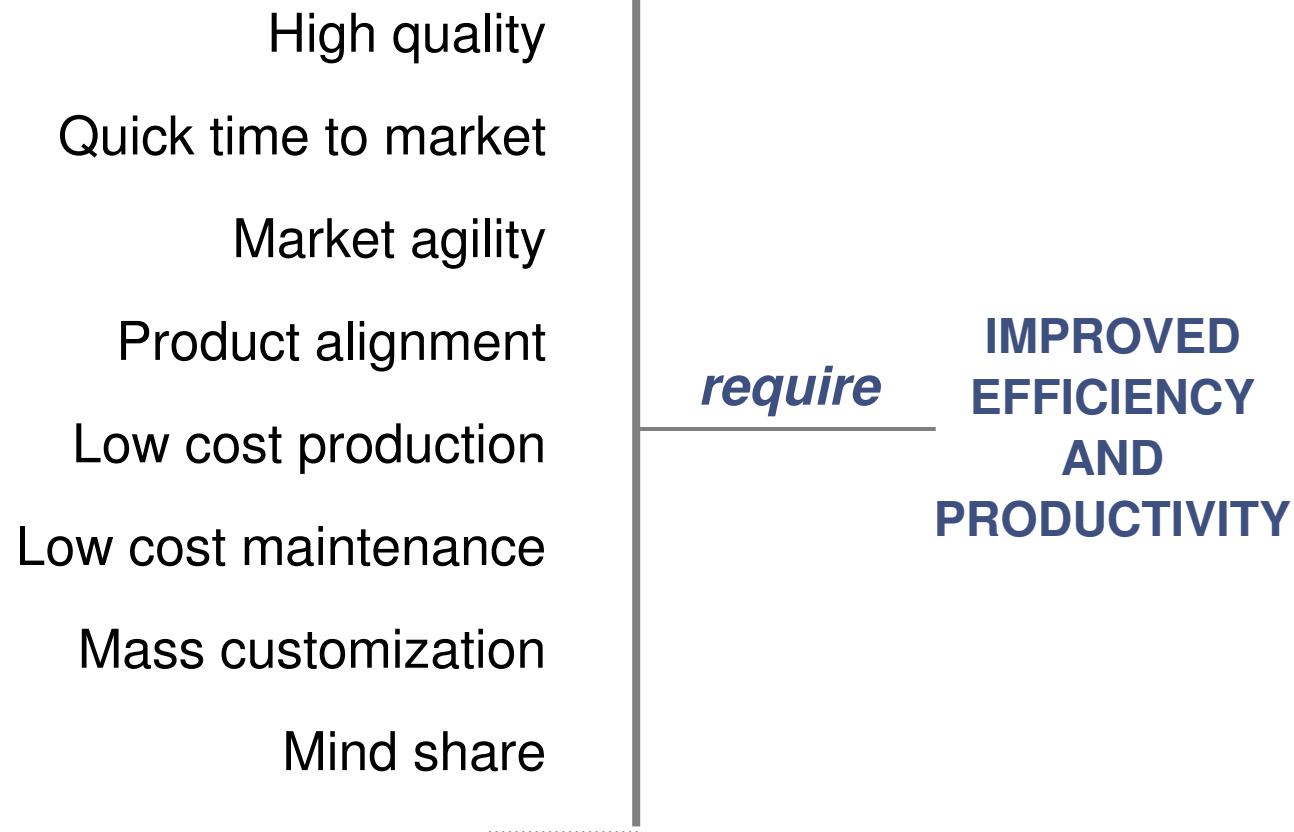 High quality
Quick time to market
Market agility
Product alignment
Low cost production
Low cost maintenance
Mass customization
Mind share
require
IMPROVED
EFFICIENCY
AND
PRODUCTIVITY